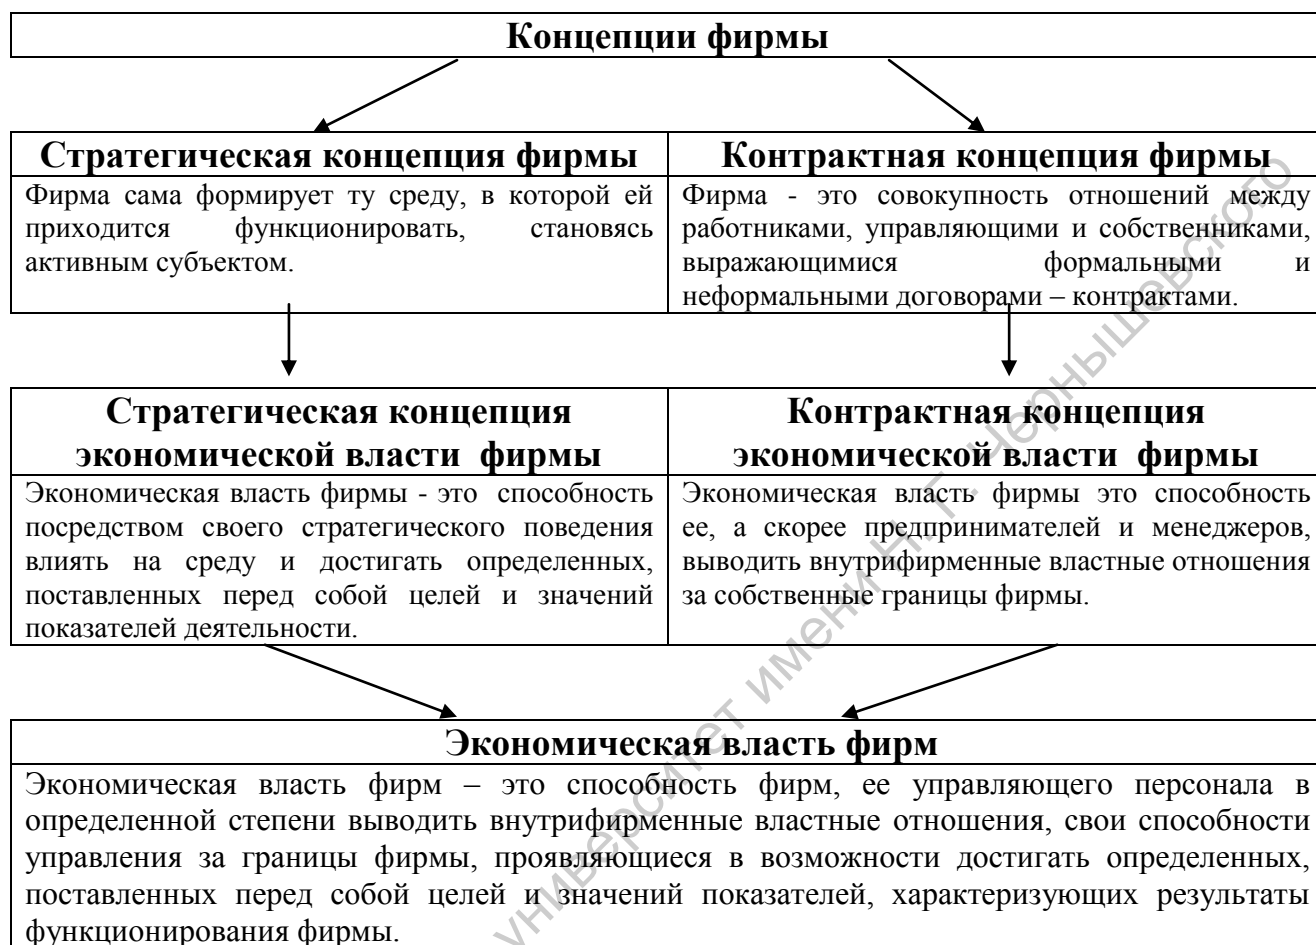 Концепции фирмы
Стратегическая концепция фирмы
Фирма сама формирует ту среду, в которой ей
приходится функционировать, становясь
активным субъектом.
Контрактная концепция фирмы
Фирма - это совокупность отношений между
работниками, управляющими и собственниками,
выражающимися формальными и
неформальными договорами – контрактами.
Стратегическая концепция
экономической власти фирмы
Экономическая власть фирмы - это способность
посредством своего стратегического поведения
влиять на среду и достигать определенных,
поставленных перед собой целей и значений
показателей деятельности.
Контрактная концепция
экономической власти фирмы
Экономическая власть фирмы это способность
ее, а скорее предпринимателей и менеджеров,
выводить внутрифирменные властные отношения
за собственные границы фирмы.
Экономическая власть фирм
Экономическая власть фирм – это способность фирм, ее управляющего персонала в
определенной степени выводить внутрифирменные властные отношения, свои способности
управления за границы фирмы, проявляющиеся в возможности достигать определенных,
поставленных перед собой целей и значений показателей, характеризующих результаты
функционирования фирмы.
университет имени Н. Г. Чернышевского